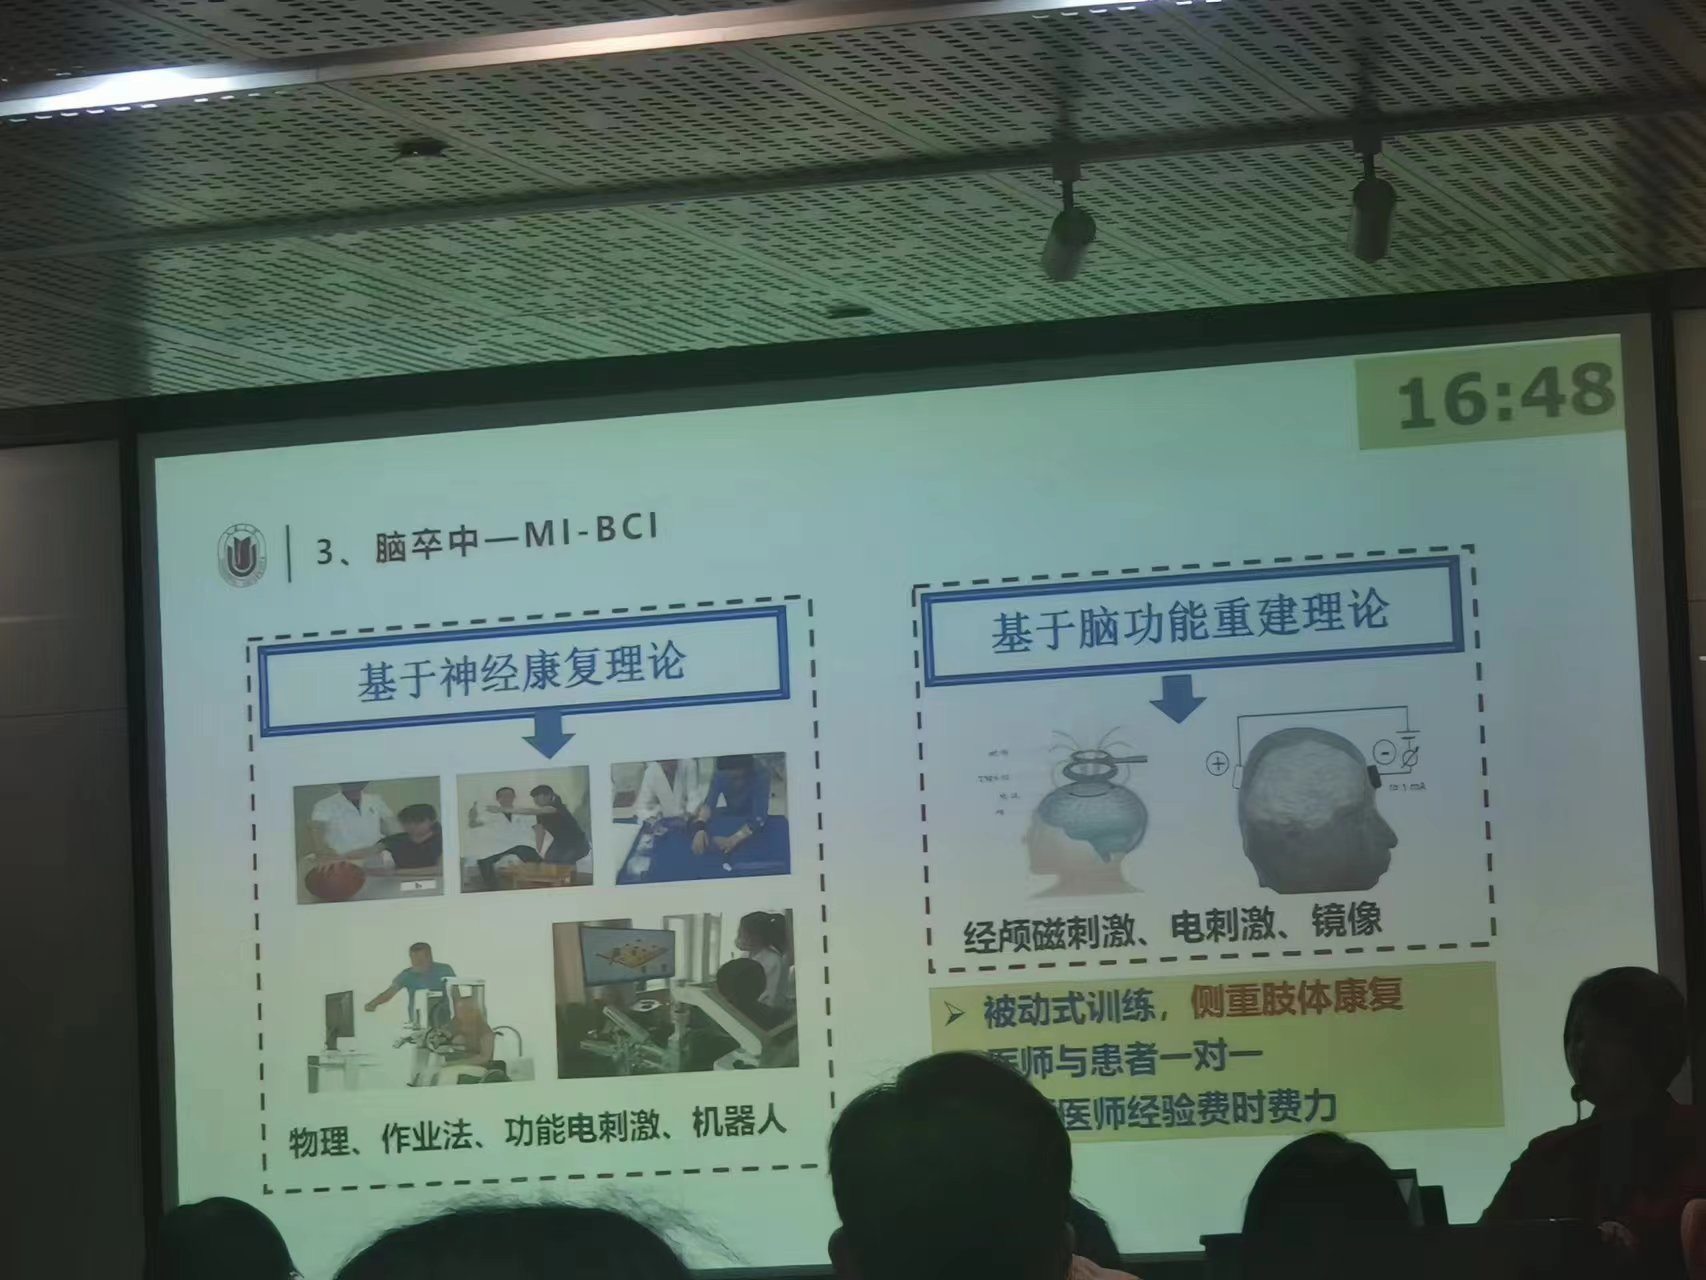 16:48
3、脑卒中—MI-BCI
基于神经康复理论
物理、作业法、功能电刺激、机器人
基于脑功能重建理论
经颅磁刺激、电刺激、镜像
➢ 被动式训练，侧重肢体康复
医师与患者一对一
医师经验费时费力